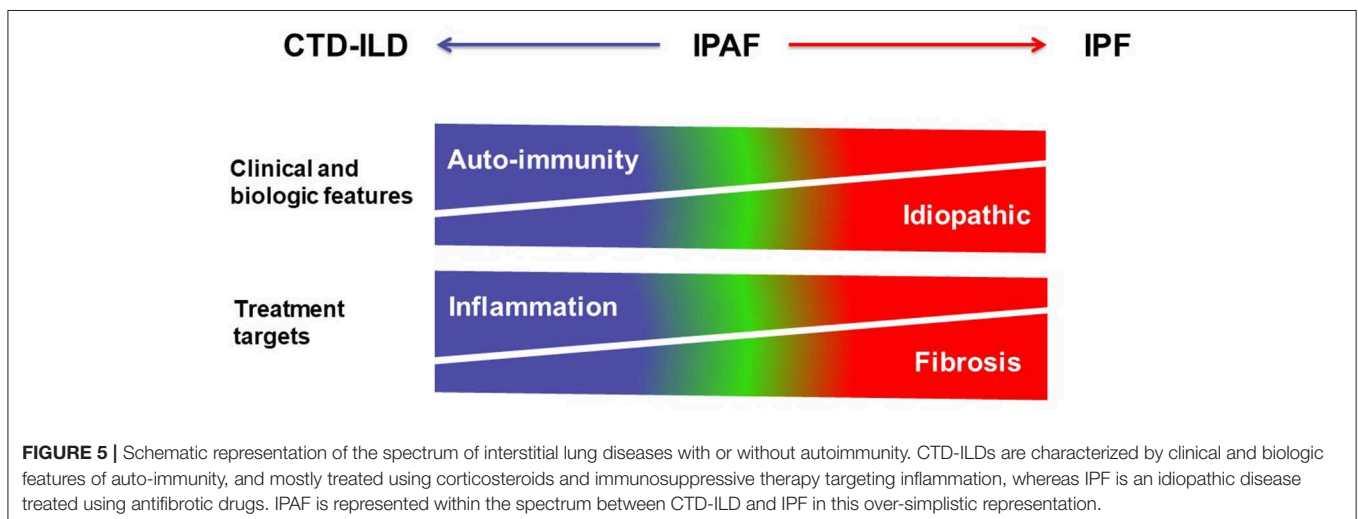 CTD-ILD IPAF IPF
Clinical and
biologic features
Auto-immunity
Idiopathic
Treatment
targets
Inflammation
Fibrosis
FIGURE 5 | Schematic representation of the spectrum of interstitial lung diseases with or without autoimmunity. CTD-ILDs are characterized by clinical and biologic
features of auto-immunity, and mostly treated using corticosteroids and immunosuppressive therapy targeting inflammation, whereas IPF is an idiopathic disease
treated using antifibrotic drugs. IPAF is represented within the spectrum between CTD-ILD and IPF in this over-simplistic representation.